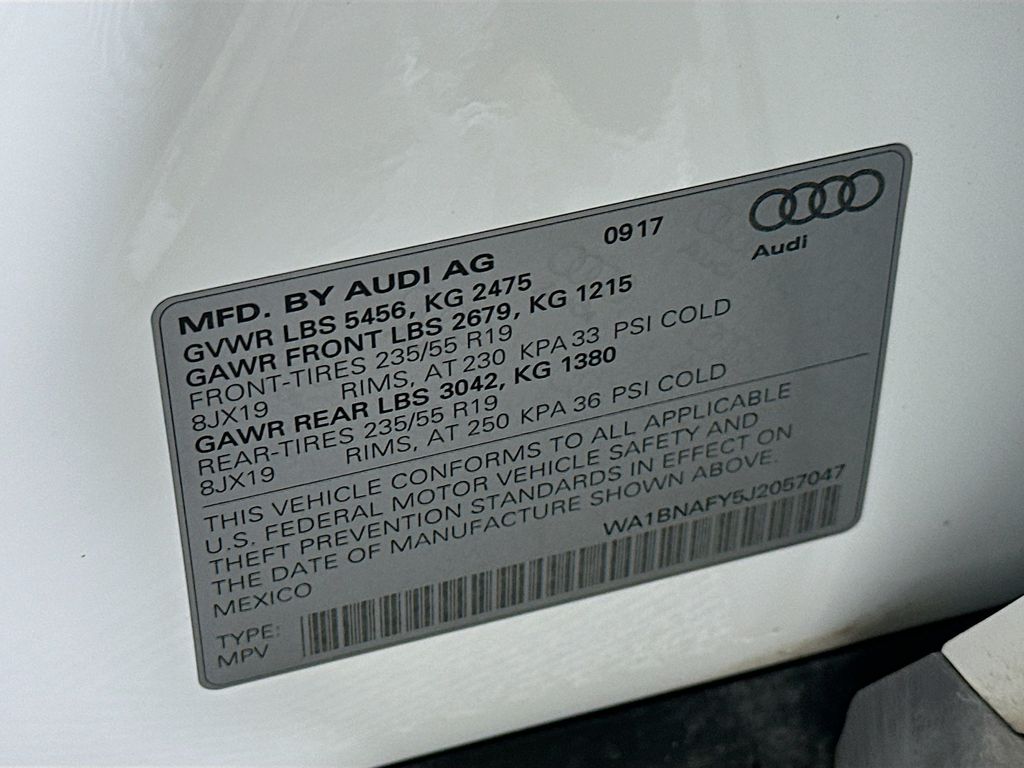 0917
Audi
MFD. BY AUDI AG
GVWR LBS 5456, KG 2475
GAWR FRONT LBS 2679, KG 1215
FRONT-TIRES 235/55 R19
8JX19 RIMS, AT 230 KPA 33 PSI COLD
GAWR REAR LBS 3042, KG 1380
REAR-TIRES 235/55 R19
8JX19 RIMS, AT 250 KPA 36 PSI COLD
THIS VEHICLE CONFORMS TO ALL APPLICABLE
U.S. FEDERAL MOTOR VEHICLE SAFETY AND
THEFT PREVENTION STANDARDS IN EFFECT ON
THE DATE OF MANUFACTURE SHOWN ABOVE.
MEXICO WA1BNAFY5J2057047
TYPE:
MPV